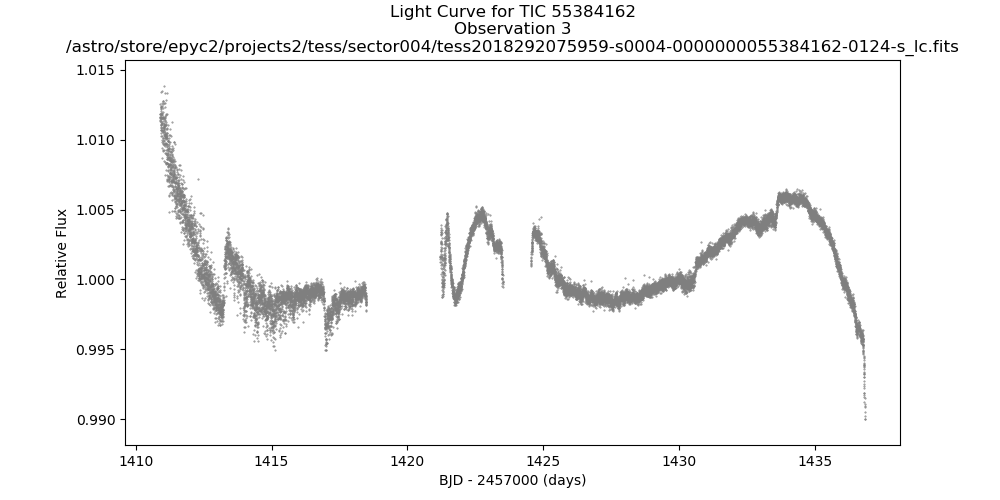 Light Curve for TIC 55384162
Observation 3
/astro/store/epyc2/projects2/tess/sector004/tess2018292075959-s0004-0000000055384162-0124-s_lc.fits
1.015
1.010
1.005
1.000
0.995
0.990
Relative Flux
1410
1415
1420
1425
1430
1435
BJD - 2457000 (days)